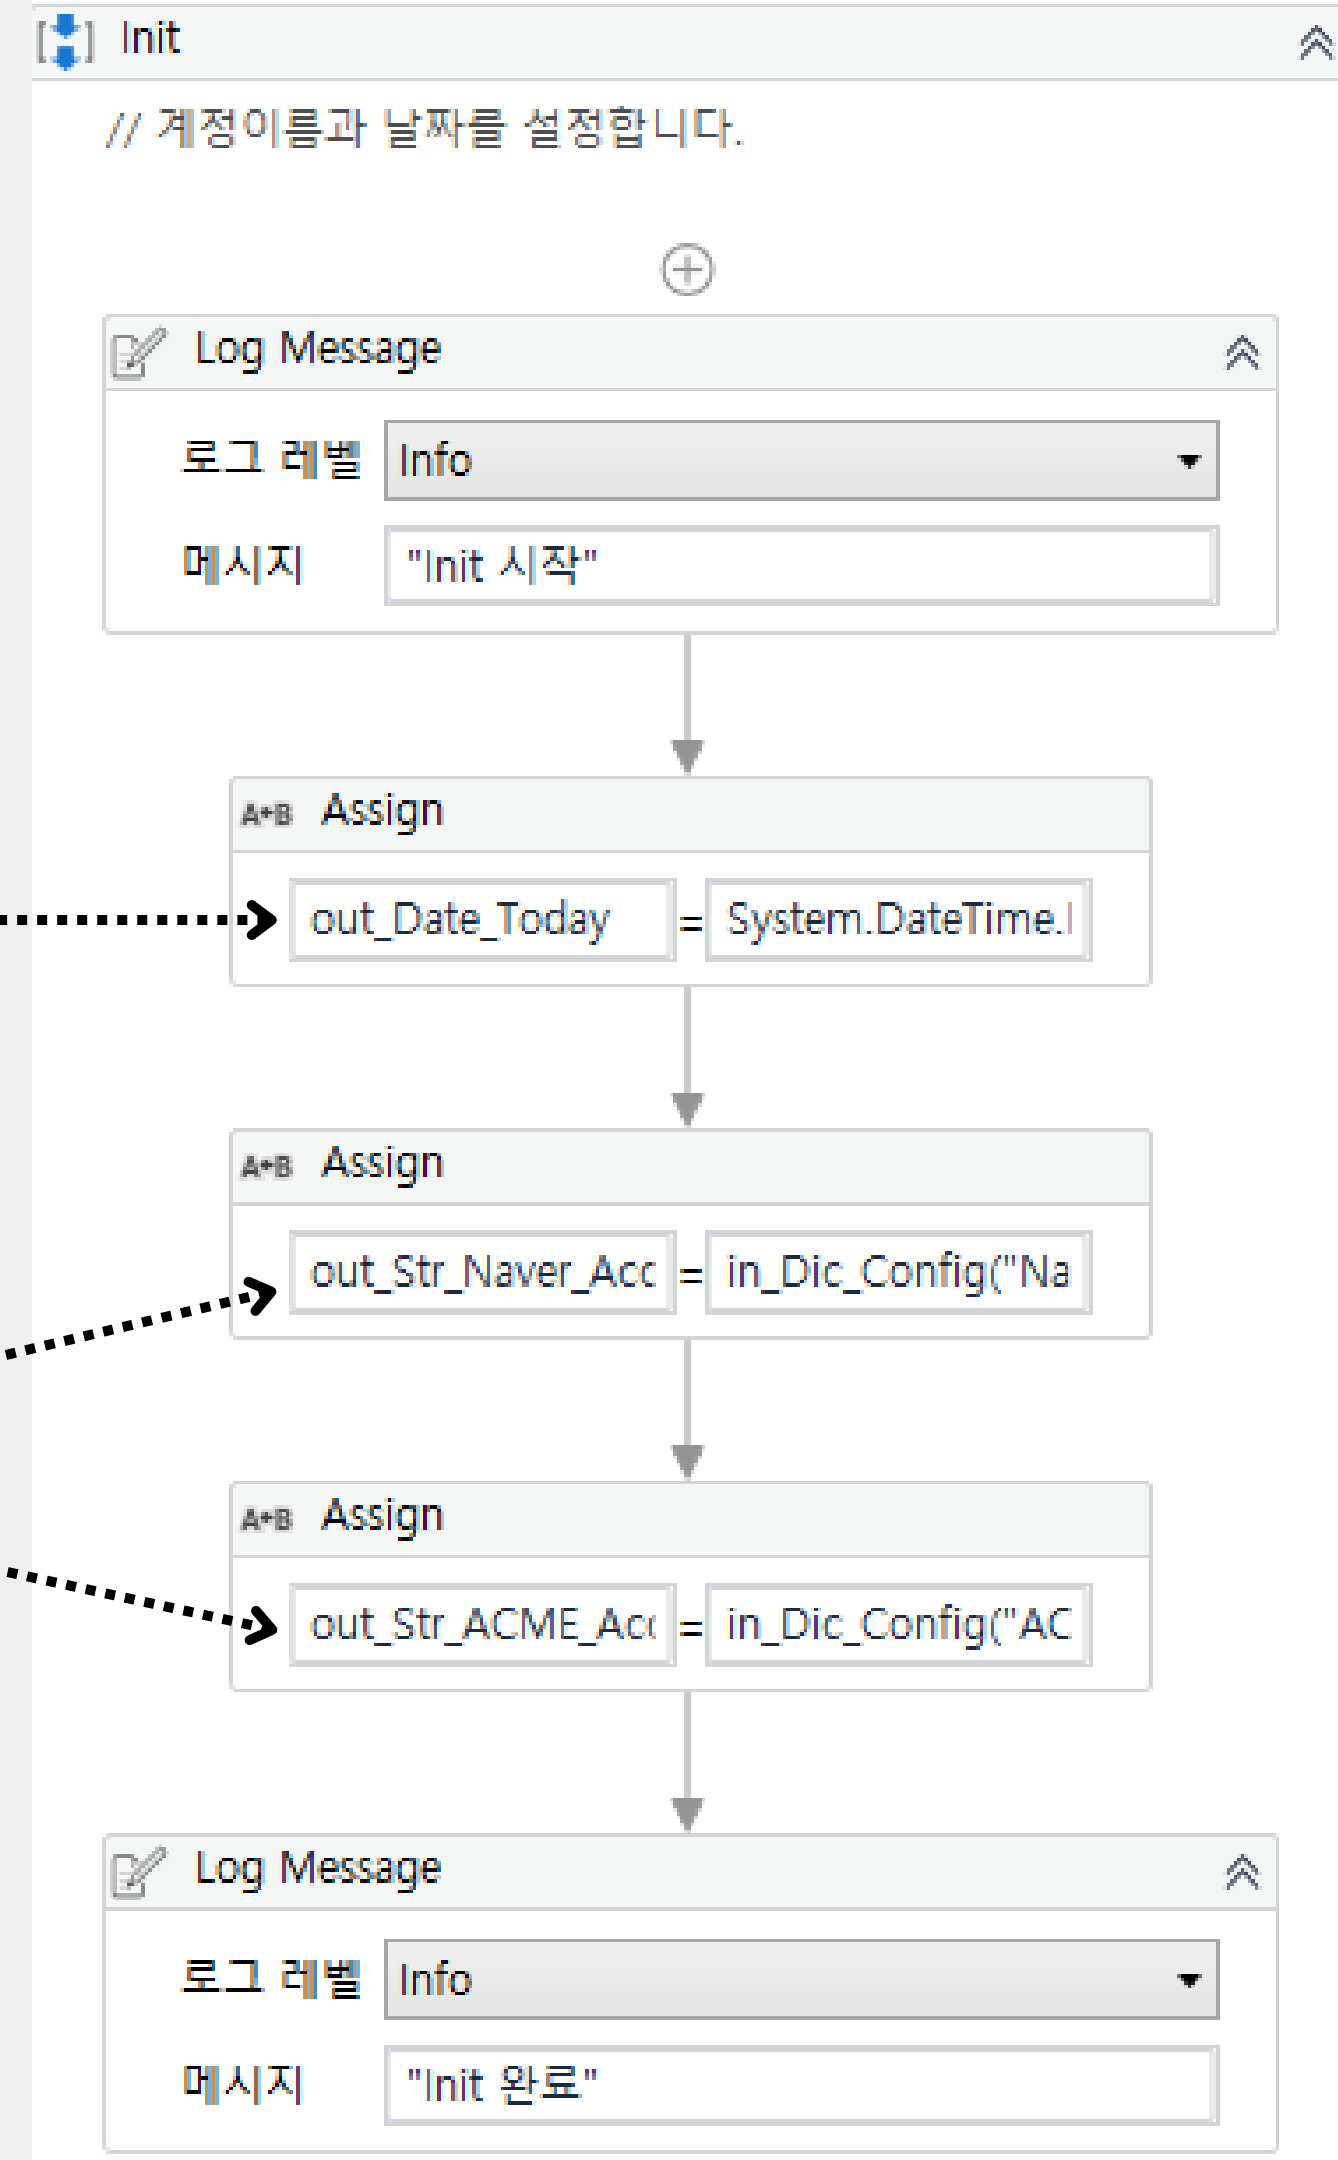 Init
// 계정이름과 날짜를 설정합니다.
Log Message
로그 레벨 Info
메시지 "Init 시작"
A+B Assign
out_Date_Today = System.DateTime.
A+B Assign
out_Str_Naver_Acc = in_Dic_Config("Na
A+B Assign
out_Str_ACME_Acc = in_Dic_Config("AC
Log Message
로그 레벨 Info
메시지 "Init 완료"